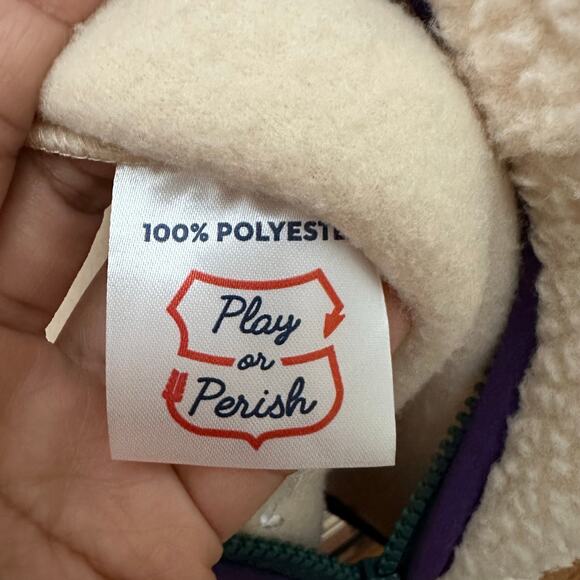 100% POLYESTE
Play
or
Perish